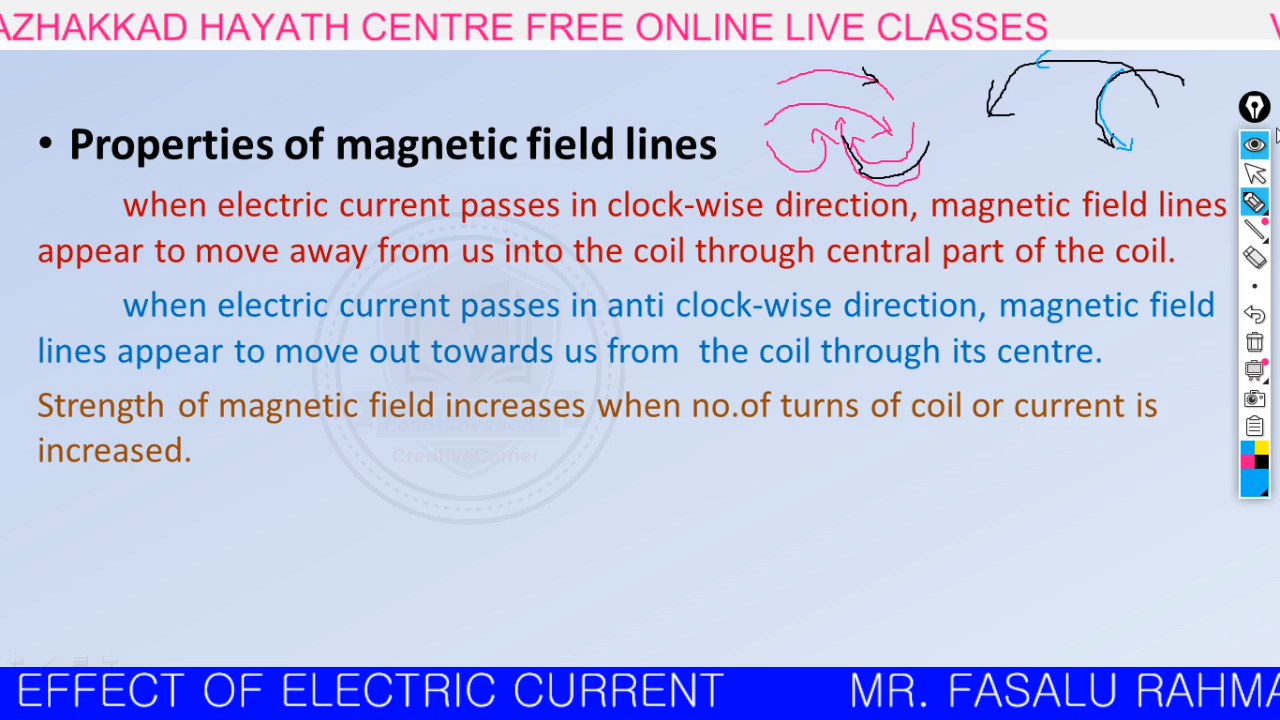 AZHAKKAD HAYATH CENTRE FREE ONLINE LIVE CLASSES
• Properties of magnetic field lines
when electric current passes in clock-wise direction, magnetic field lines
appear to move away from us into the coil through central part of the coil.
when electric current passes in anti clock-wise direction, magnetic field
lines appear to move out towards us from the coil through its centre.
Strength of magnetic field increases when no.of turns of coil or current is
increased.
CreativeCorner
EFFECT OF ELECTRIC CURRENT MR. FASALU RAHMA